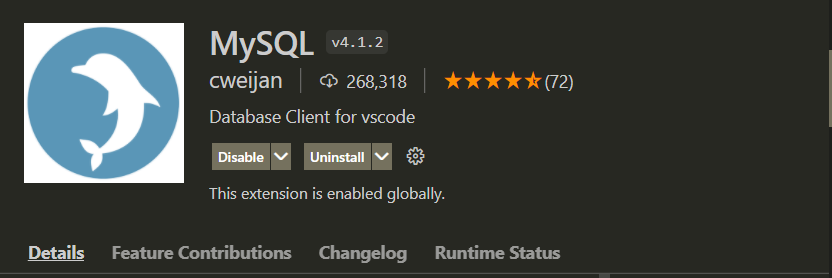 MySQL v4.1.2
cweijan 268,318 (72)
Database Client for vscode
Disable Uninstall
This extension is enabled globally.
Details Feature Contributions Changelog Runtime Status